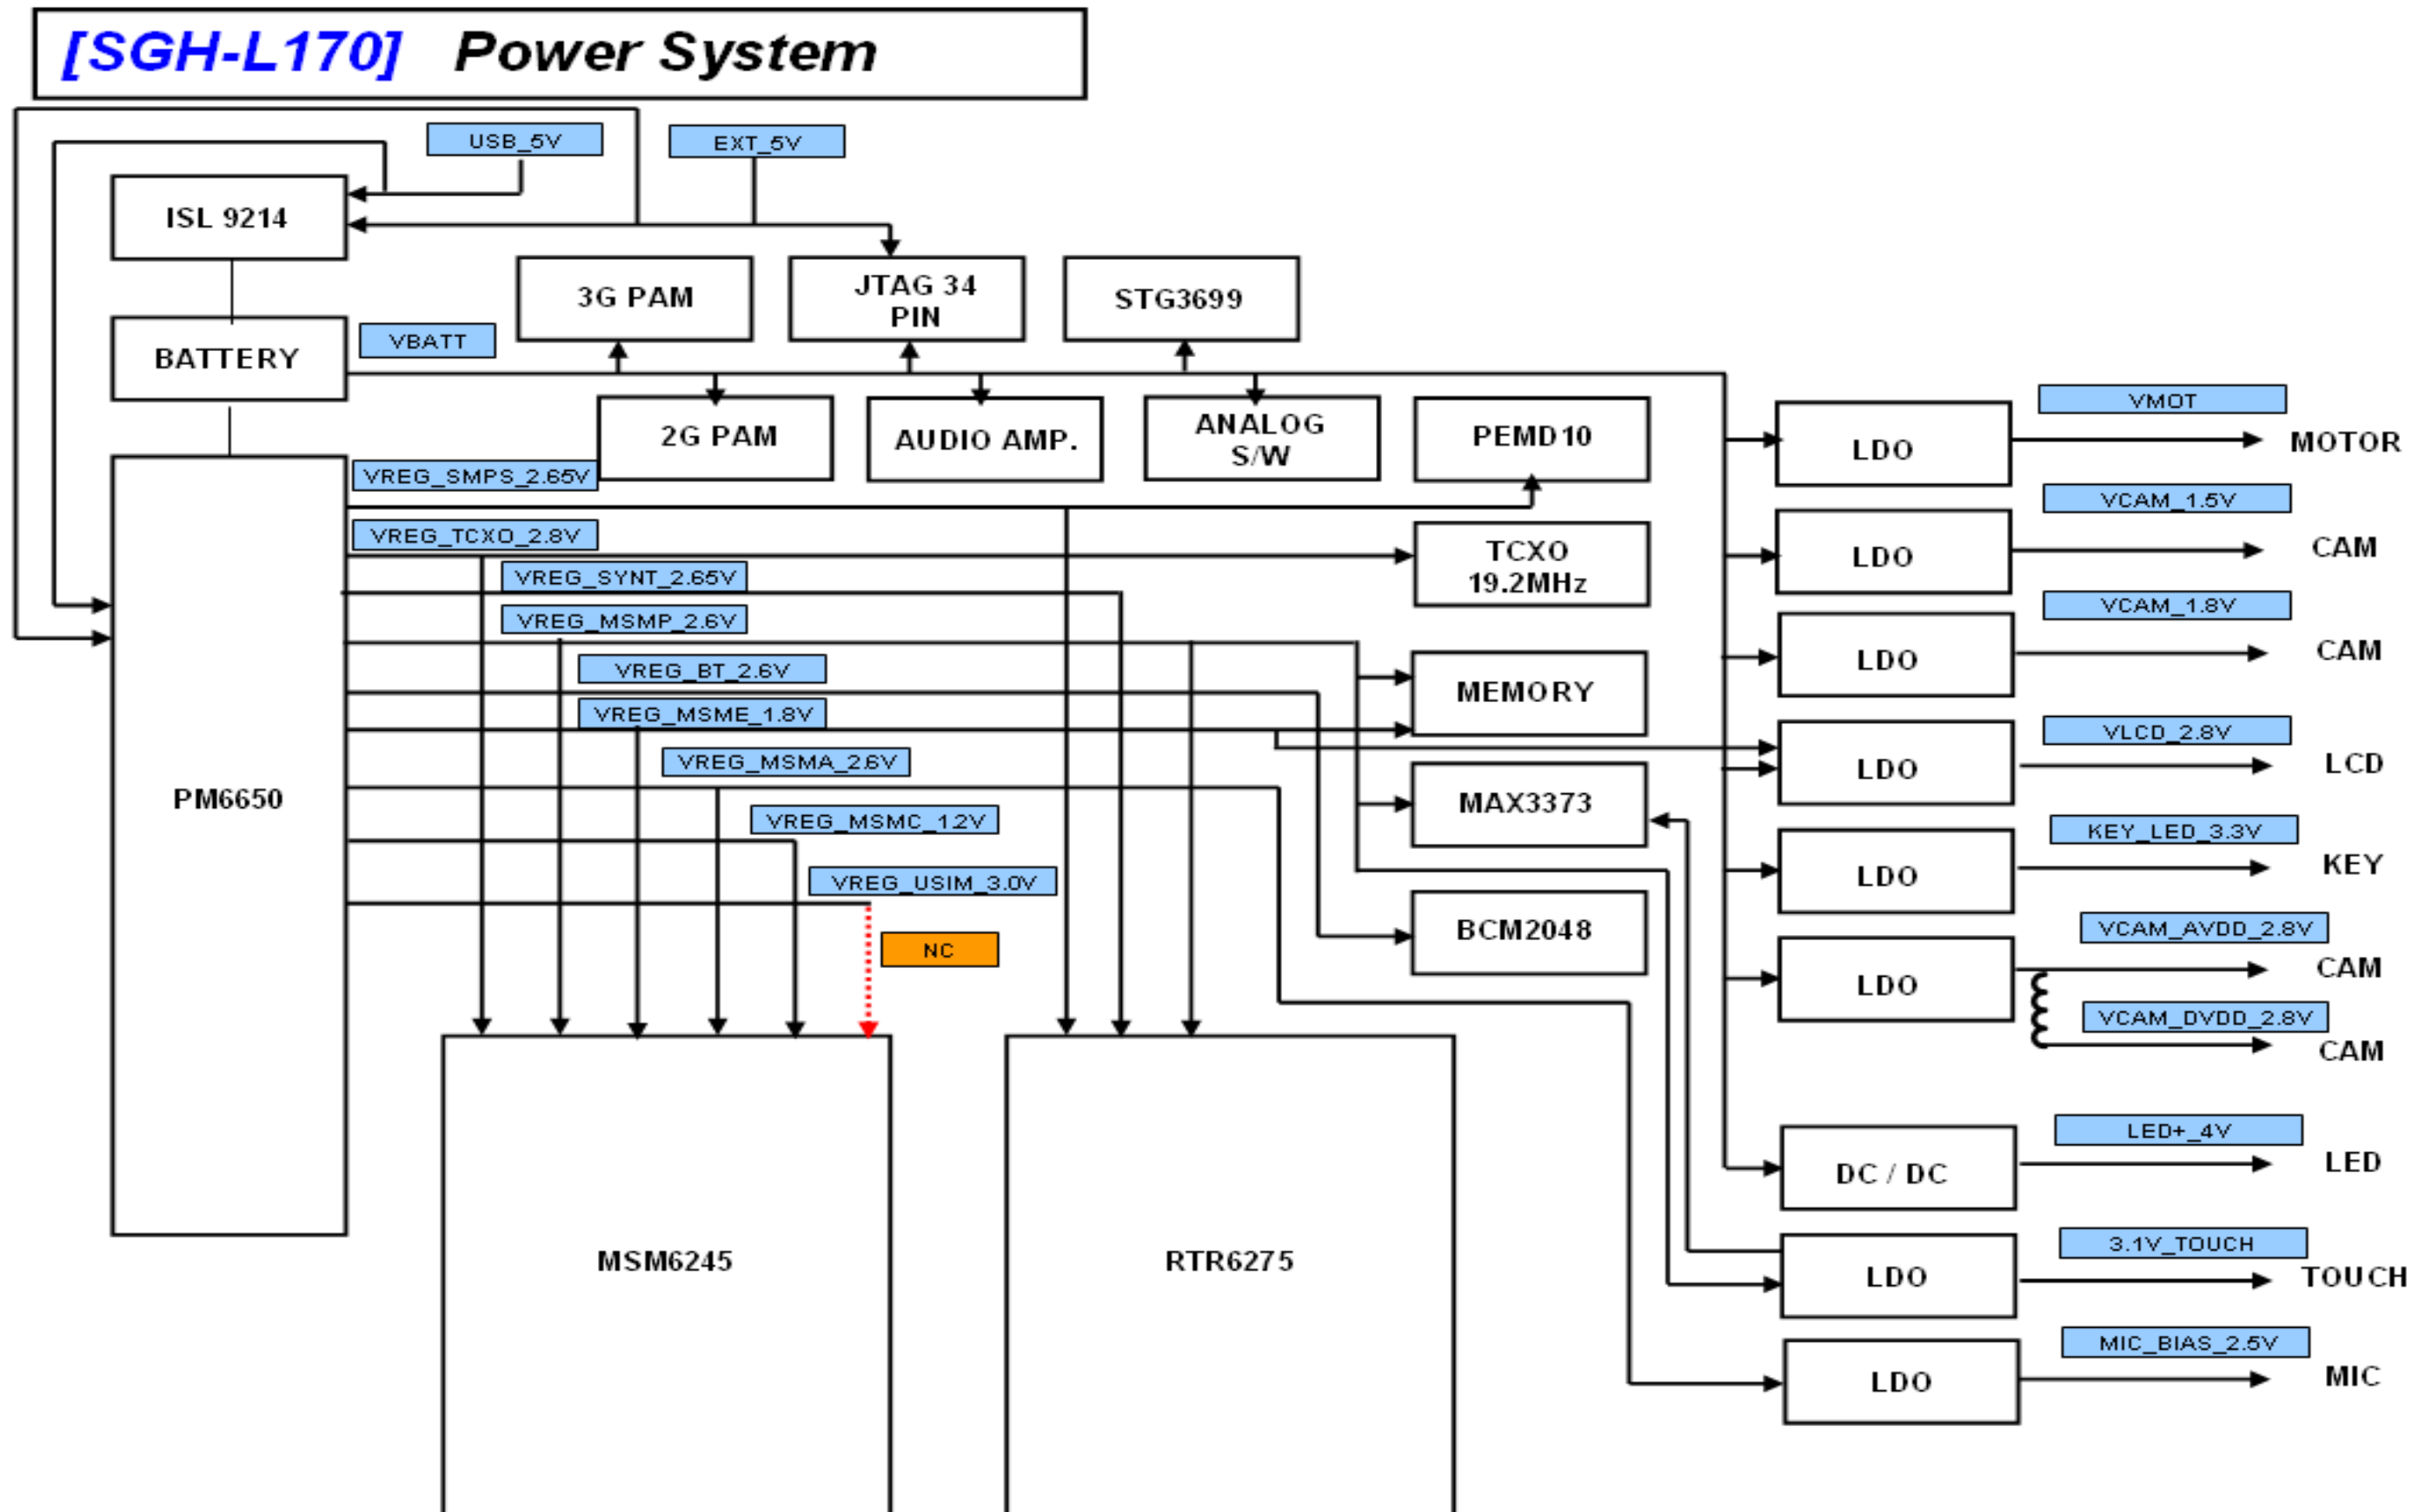 [SGH-L170] Power System
USB_5V
EXT_5V
ISL 9214
3G PAM
JTAG 34
PIN
STG3699
BATTERY
VBATT
2G PAM
AUDIO AMP.
ANALOG
S/W
PEMD10
LDO
VMOT
MOTOR
VREG_SMPS_2.65V
VREG_TCXO_2.8V
TCXO
19.2MHz
LDO
VCAM_1.5V
CAM
VREG_SYNT_2.65V
VREG_MSMP_2.6V
LDO
VCAM_1.8V
CAM
VREG_BT_2.6V
MEMORY
VREG_MSME_1.8V
LDO
VLCD_2.8V
LCD
VREG_MSMA_2.6V
PM6650
MAX3373
VREG_MSMC_1.2V
LDO
KEY_LED_3.3V
KEY
VREG_USIM_3.0V
NC
BCM2048
LDO
VCAM_AVDD_2.8V
CAM
VCAM_DVDD_2.8V
CAM
DC / DC
LED+_4V
LED
MSM6245
RTR6275
LDO
3.1V_TOUCH
TOUCH
LDO
MIC_BIAS_2.5V
MIC